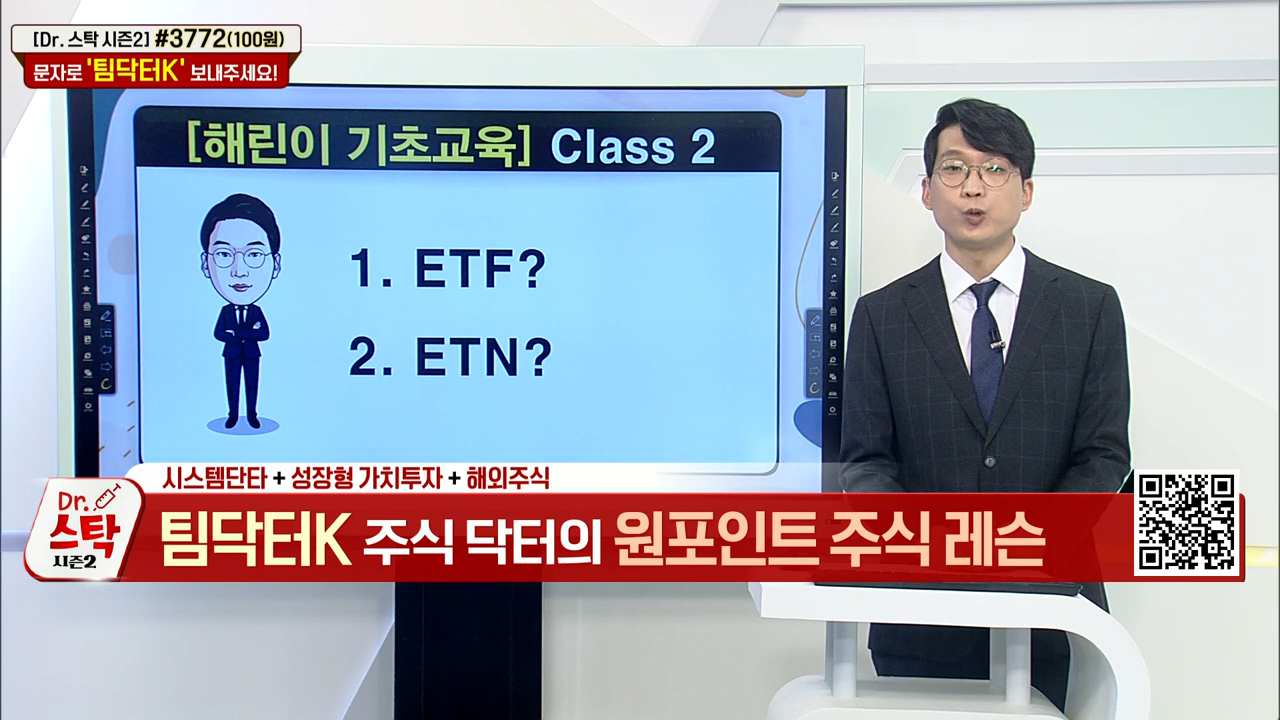 [Dr. 스탁 시즌2] #3772(100원)
문자로 '팀닥터K' 보내주세요!
[해린이 기초교육] Class 2
1. ETF?
2. ETN?
시스템단타 + 성장형 가치투자 + 해외주식
Dr.
스탁
시즌2
팀닥터K 주식 닥터의 원포인트 주식 레슨